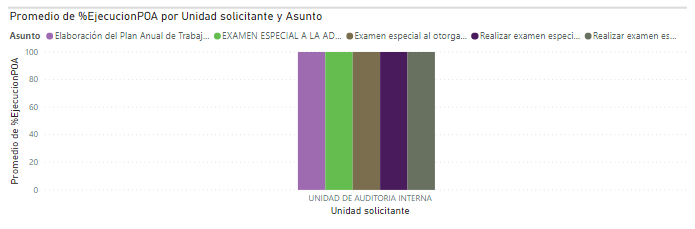 Promedio de %EjecucionPOA por Unidad solicitante y Asunto
Asunto Elaboración del Plan Anual de Trabaj... EXAMEN ESPECIAL A LA AD... Examen especial al otorga... Realizar examen especi... Realizar examen es...
Promedio de %EjecucionPOA
100
80
60
40
20
0
UNIDAD DE AUDITORIA INTERNA
Unidad solicitante